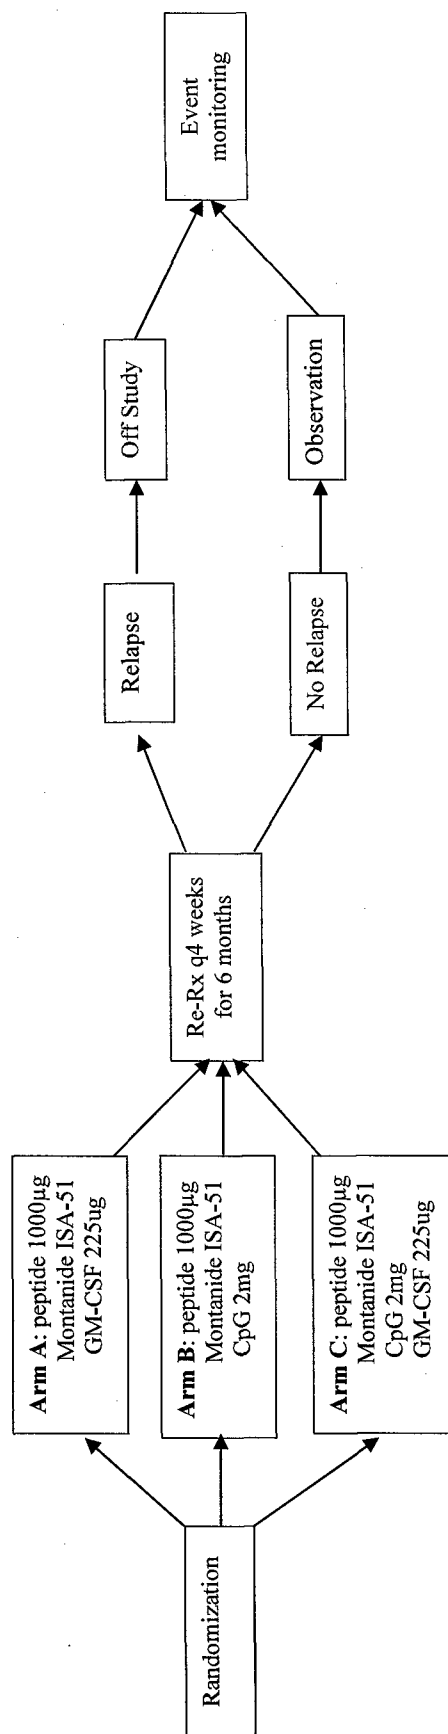 Randomization
Arm A: peptide 1000µg
Montanide ISA-51
GM-CSF 225ug
Arm B: peptide 1000µg
Montanide ISA-51
CpG 2mg
Arm C: peptide 1000µg
Montanide ISA-51
CpG 2mg
GM-CSF 225ug
Re-Rx q4 weeks
for 6 months
Relapse
No Relapse
Off Study
Observation
Event
monitoring